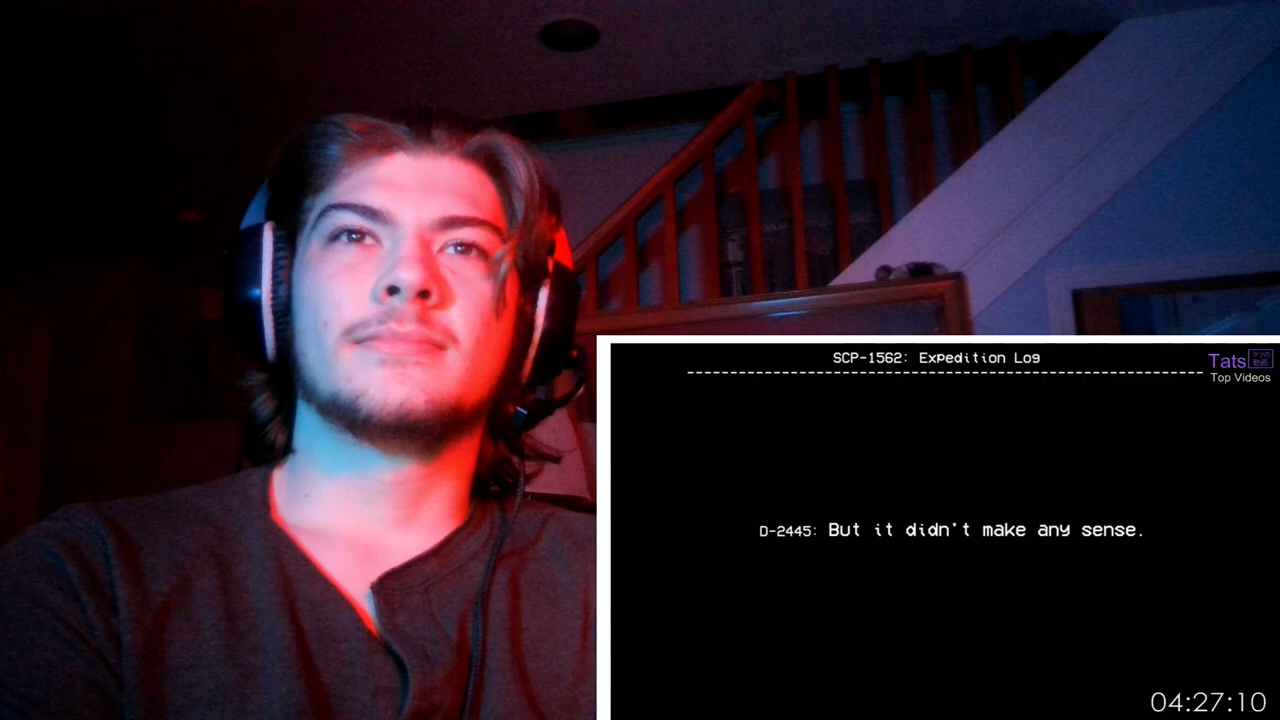 SCP-1562: Expedition Log
Tats
Top Videos
D-2445: But it didn't make any sense.
04:27:10